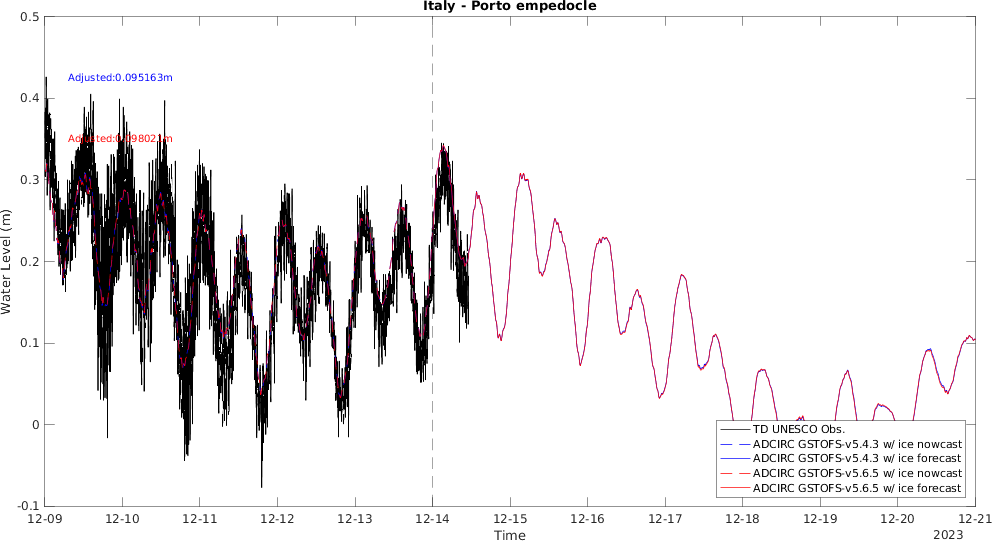 Italy - Porto empedocle
0.5
0.4
0.3
0.2
0.1
0
-0.1
Water Level (m)
Adjusted:0.095163m
Adjusted:0.098021m
TD UNESCO Obs.
ADCIRC GSTOFS-v5.4.3 w/ ice nowcast
ADCIRC GSTOFS-v5.4.3 w/ ice forecast
ADCIRC GSTOFS-v5.6.5 w/ ice nowcast
ADCIRC GSTOFS-v5.6.5 w/ ice forecast
12-09 12-10 12-11 12-12 12-13 12-14 12-15 12-16 12-17 12-18 12-19 12-20 12-21
Time
2023